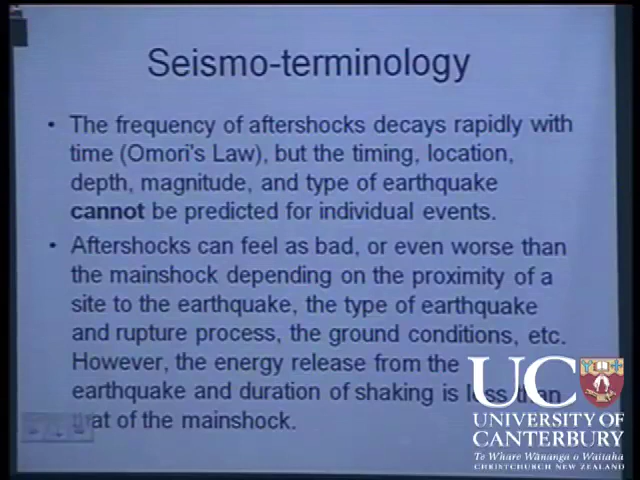 Seismo-terminology
• The frequency of aftershocks decays rapidly with
time (Omori's Law), but the timing, location,
depth, magnitude, and type of earthquake
cannot be predicted for individual events.
• Aftershocks can feel as bad, or even worse than
the mainshock depending on the proximity of a
site to the earthquake, the type of earthquake
and rupture process, the ground conditions, etc.
However, the energy release from the
earthquake and duration of shaking is less than
that of the mainshock.
UC
UNIVERSITY OF
CANTERBURY
Te Whare Wānanga o Waitaha
CHRISTCHURCH NEW ZEALAND